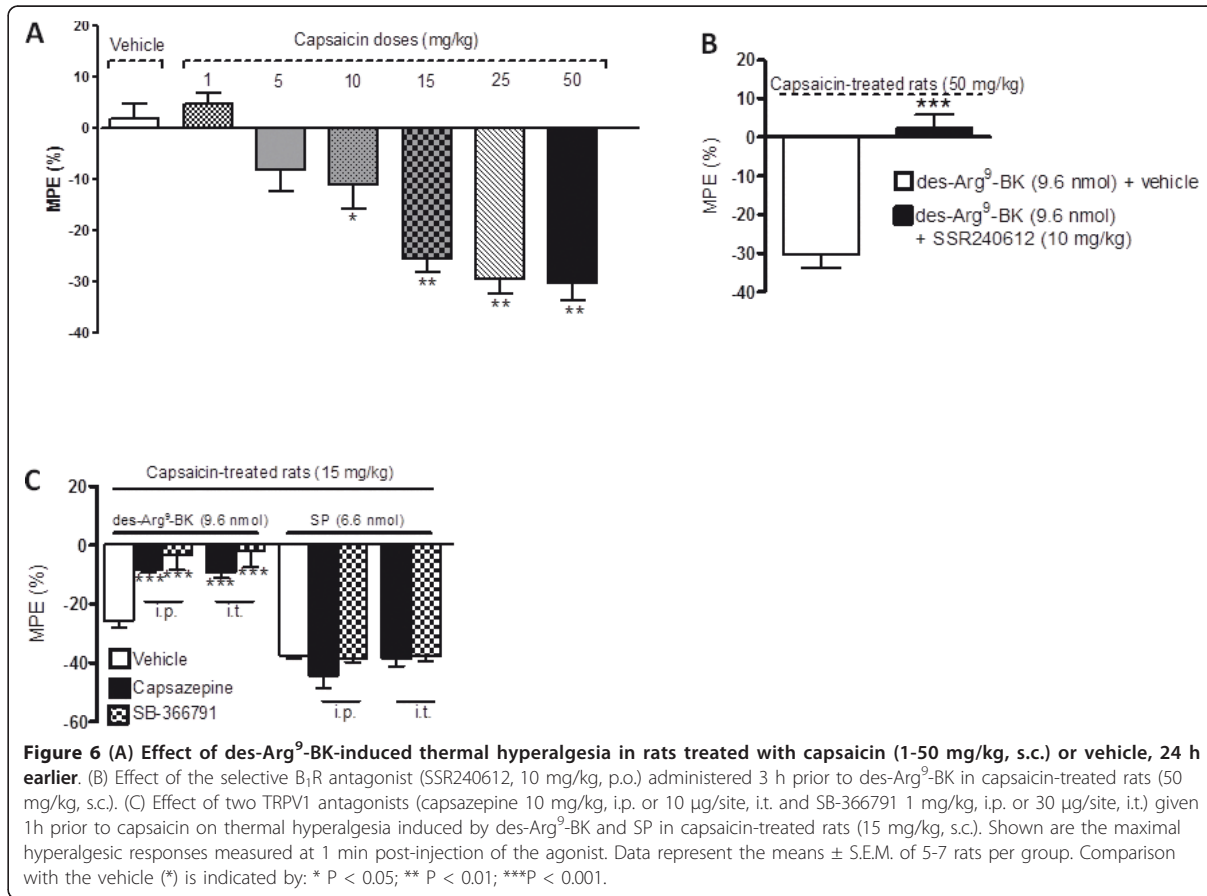 A
Vehicle
Capsaicin doses (mg/kg)
1 5 10 15 25 50
20
10
0
-10
-20
-30
-40
MPE (%)
*
**
**
**
B
Capsaicin-treated rats (50 mg/kg)
20
10
0
-10
-20
-30
-40
MPE (%)
***
des-Arg⁹-BK (9.6 nmol) + vehicle
des-Arg⁹-BK (9.6 nmol)
+ SSR240612 (10 mg/kg)
C
Capsaicin-treated rats (15 mg/kg)
des-Arg⁹-BK (9.6 nmol)
SP (6.6 nmol)
20
0
-20
-40
-60
MPE (%)
*** *** *** ***
i.p. i.t. i.p. i.t.
Vehicle
Capsazepine
SB-366791
Figure 6 (A) Effect of des-Arg⁹-BK-induced thermal hyperalgesia in rats treated with capsaicin (1-50 mg/kg, s.c.) or vehicle, 24 h
earlier. (B) Effect of the selective B₁R antagonist (SSR240612, 10 mg/kg, p.o.) administered 3 h prior to des-Arg⁹-BK in capsaicin-treated rats (50
mg/kg, s.c.). (C) Effect of two TRPV1 antagonists (capsazepine 10 mg/kg, i.p. or 10 μg/site, i.t. and SB-366791 1 mg/kg, i.p. or 30 μg/site, i.t.) given
1h prior to capsaicin on thermal hyperalgesia induced by des-Arg⁹-BK and SP in capsaicin-treated rats (15 mg/kg, s.c.). Shown are the maximal
hyperalgesic responses measured at 1 min post-injection of the agonist. Data represent the means ± S.E.M. of 5-7 rats per group. Comparison
with the vehicle (*) is indicated by: * P < 0.05; ** P < 0.01; ***P < 0.001.